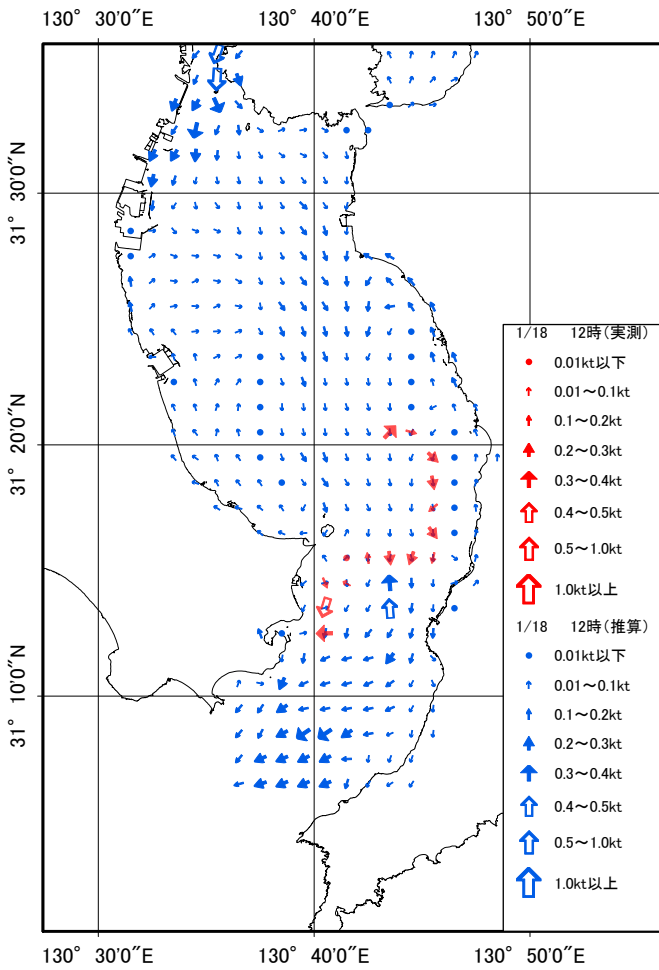 130° 30′0″E 130° 40′0″E 130° 50′0″E
31° 30′0″N
31° 20′0″N
31° 10′0″N
1/18 12時(実測)
0.01kt以下
0.01～0.1kt
0.1～0.2kt
0.2～0.3kt
0.3～0.4kt
0.4～0.5kt
0.5～1.0kt
1.0kt以上
1/18 12時(推算)
0.01kt以下
0.01～0.1kt
0.1～0.2kt
0.2～0.3kt
0.3～0.4kt
0.4～0.5kt
0.5～1.0kt
1.0kt以上
130° 30′0″E 130° 40′0″E 130° 50′0″E